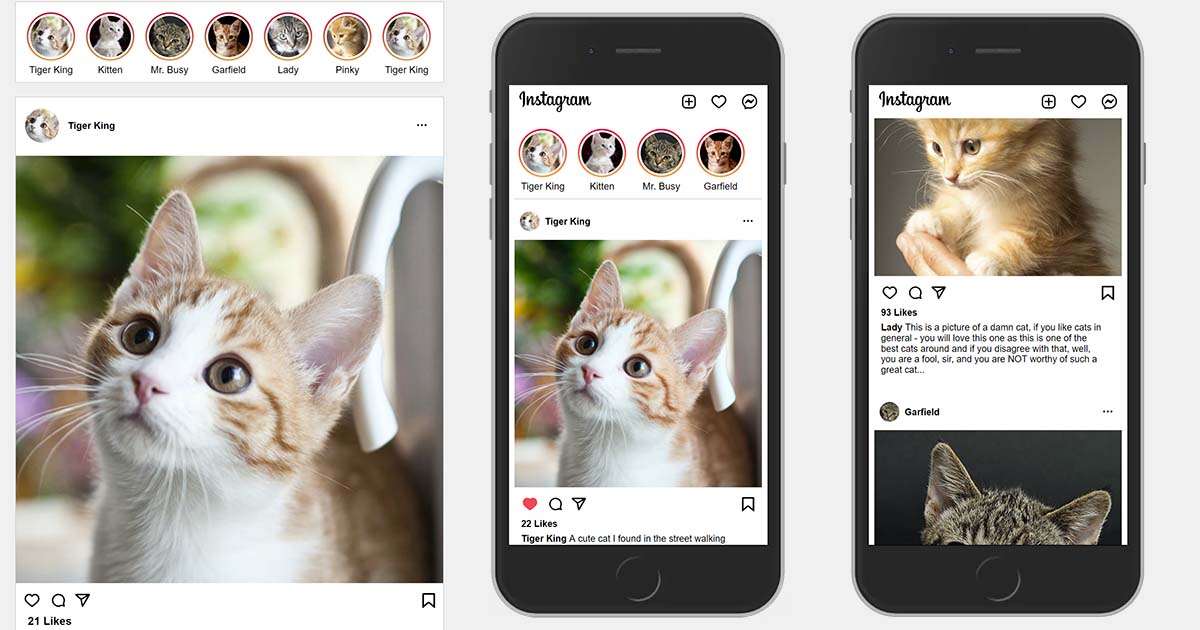 Tiger King Kitten Mr. Busy Garfield Lady Pinky Tiger King
Tiger King
21 Likes
Instagram
Tiger King Kitten Mr. Busy Garfield
Tiger King
22 Likes
Tiger King A cute cat I found in the street walking
Instagram
93 Likes
Lady This is a picture of a damn cat, if you like cats in
general - you will love this one as this is one of the
best cats around and if you disagree with that, well,
you are a fool, sir, and you are NOT worthy of such a
great cat...
Garfield